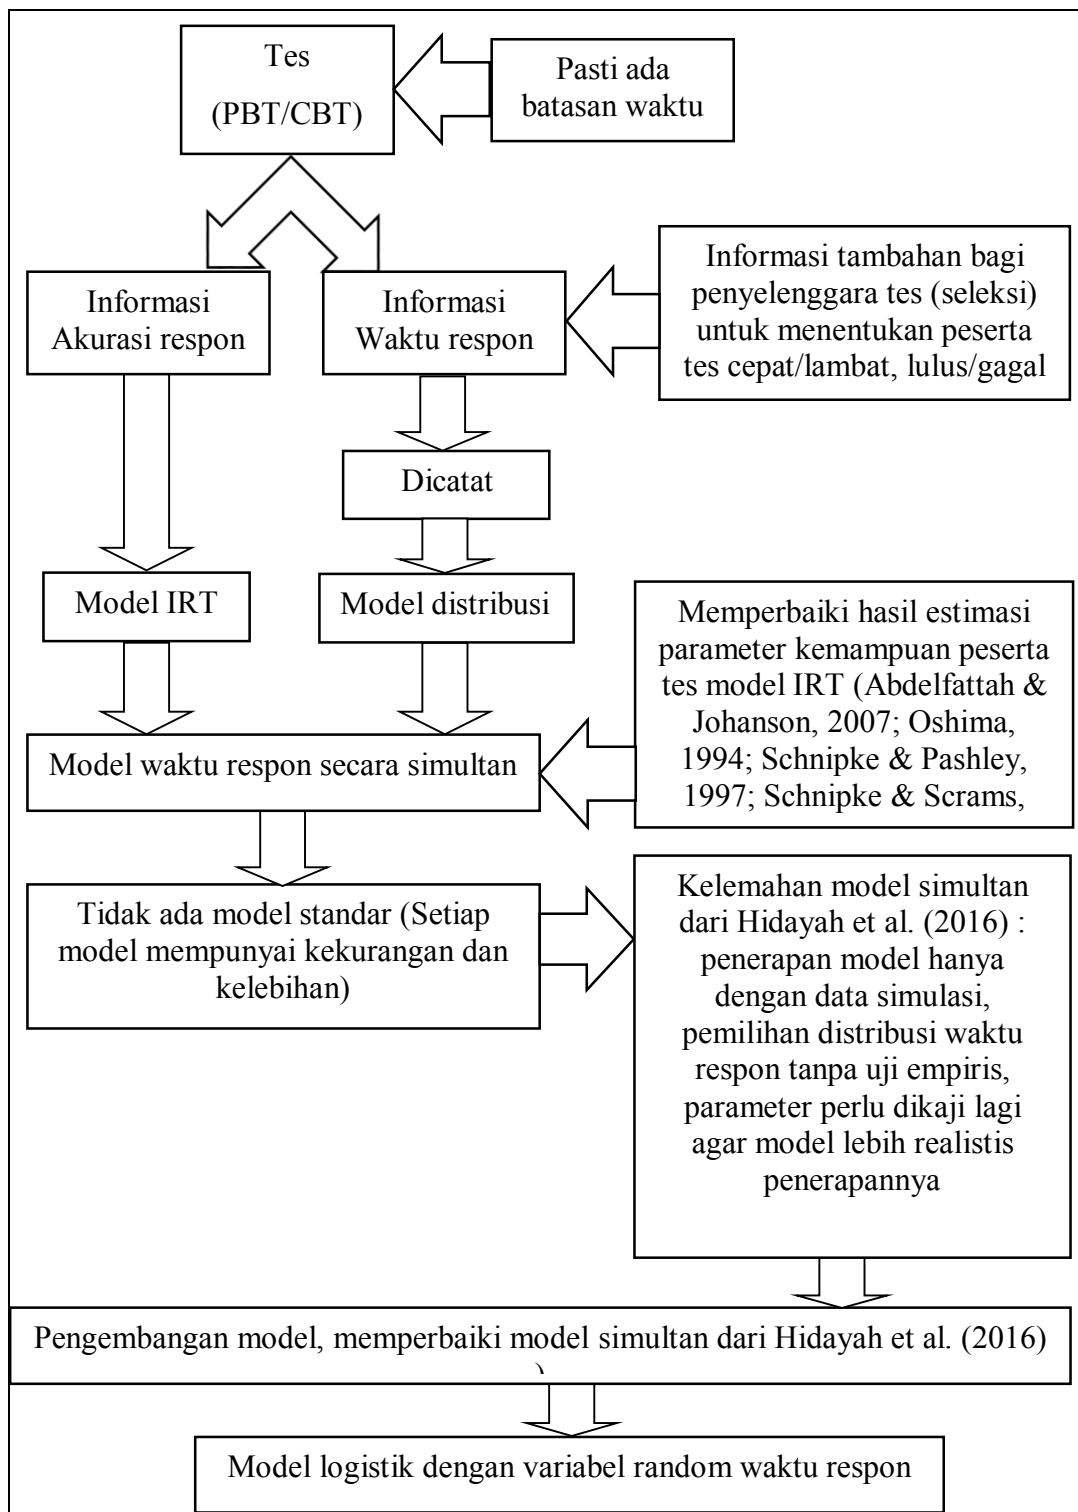 Tes
(PBT/CBT)
Pasti ada
batasan waktu
Informasi
Akurasi respon
Informasi
Waktu respon
Informasi tambahan bagi
penyelenggara tes (seleksi)
untuk menentukan peserta
tes cepat/lambat, lulus/gagal
Dicatat
Model IRT
Model distribusi
Memperbaiki hasil estimasi
parameter kemampuan peserta
tes model IRT (Abdelfattah &
Johanson, 2007; Oshima,
1994; Schnipke & Pashley,
1997; Schnipke & Scrams,
Model waktu respon secara simultan
Tidak ada model standar (Setiap
model mempunyai kekurangan dan
kelebihan)
Kelemahan model simultan
dari Hidayah et al. (2016) :
penerapan model hanya
dengan data simulasi,
pemilihan distribusi waktu
respon tanpa uji empiris,
parameter perlu dikaji lagi
agar model lebih realistis
penerapannya
Pengembangan model, memperbaiki model simultan dari Hidayah et al. (2016)
)
Model logistik dengan variabel random waktu respon